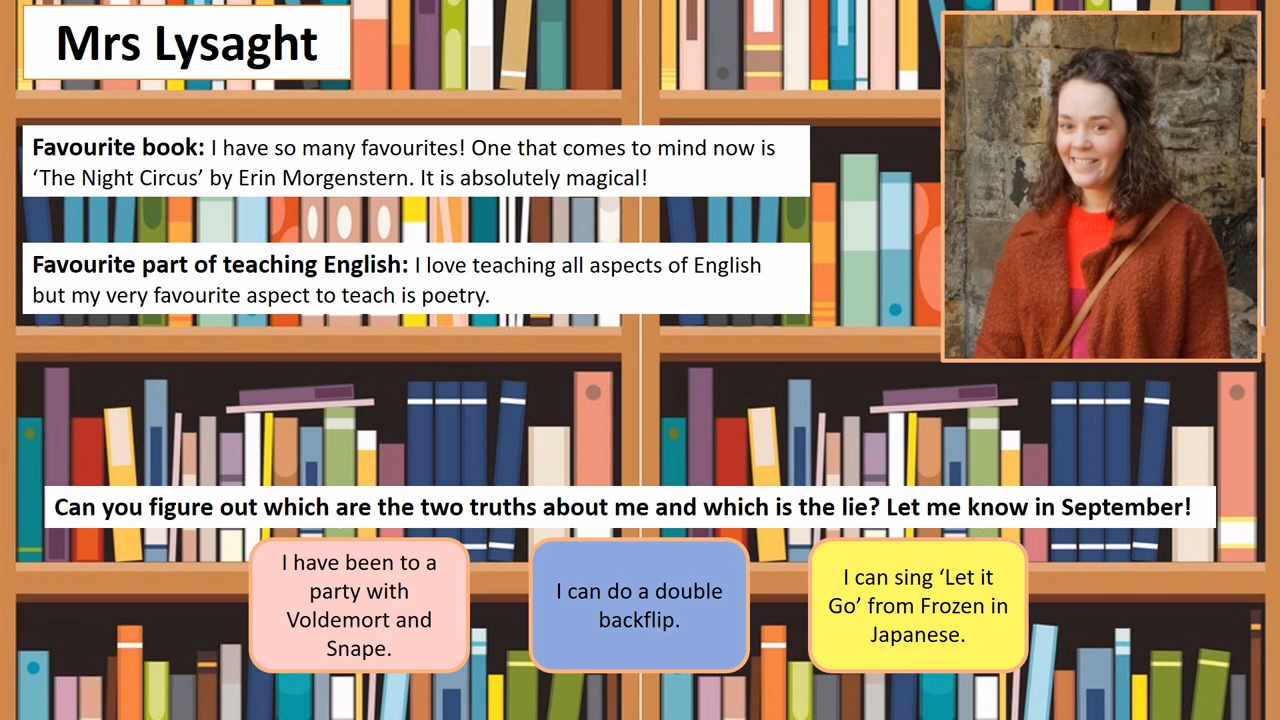 Mrs Lysaght
Favourite book: I have so many favourites! One that comes to mind now is
‘The Night Circus’ by Erin Morgenstern. It is absolutely magical!
Favourite part of teaching English: I love teaching all aspects of English
but my very favourite aspect to teach is poetry.
Can you figure out which are the two truths about me and which is the lie? Let me know in September!
I have been to a
party with
Voldemort and
Snape.
I can do a double
backflip.
I can sing ‘Let it
Go’ from Frozen in
Japanese.